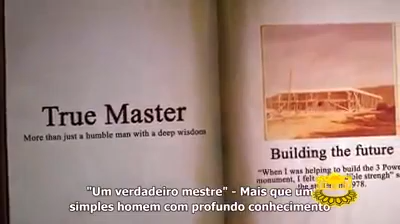 True Master
More than just a humble man with a deep wisdom
Building the future
"When I was helping to build the 3 Power
monument, I felt strength"
1978.
"Um verdadeiro mestre" - Mais que um
simples homem com profundo conhecimento